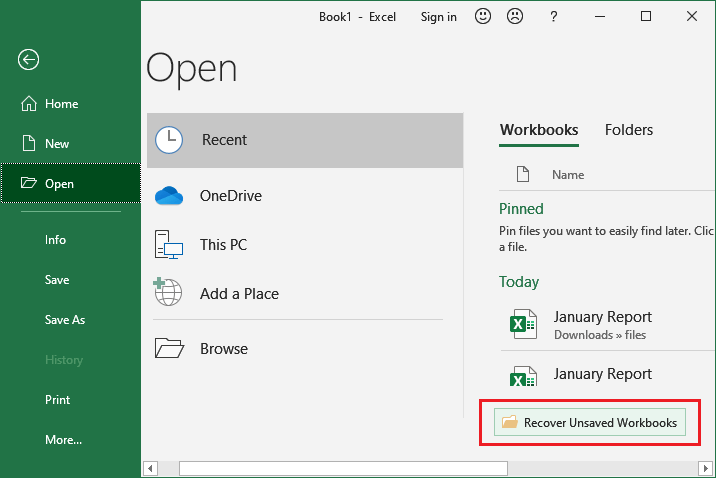 Book1 - Excel
Sign in
?
Open
Home
New
Open
Info
Save
Save As
History
Print
More...
Recent
OneDrive
This PC
Add a Place
Browse
Workbooks Folders
Name
Pinned
Pin files you want to easily find later. Clic
a file.
Today
January Report
Downloads » files
January Report
Recover Unsaved Workbooks